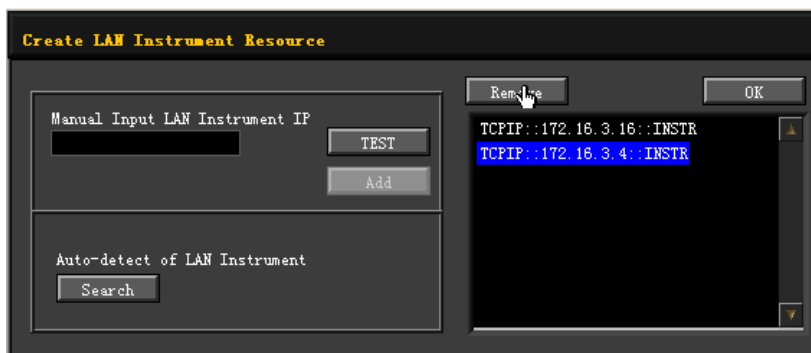 Create LAN Instrument Resource
Manual Input LAN Instrument IP
TEST
Add
Auto-detect of LAN Instrument
Search
Remove
OK
TCPIP::172.16.3.16::INSTR
TCPIP::172.16.3.4::INSTR